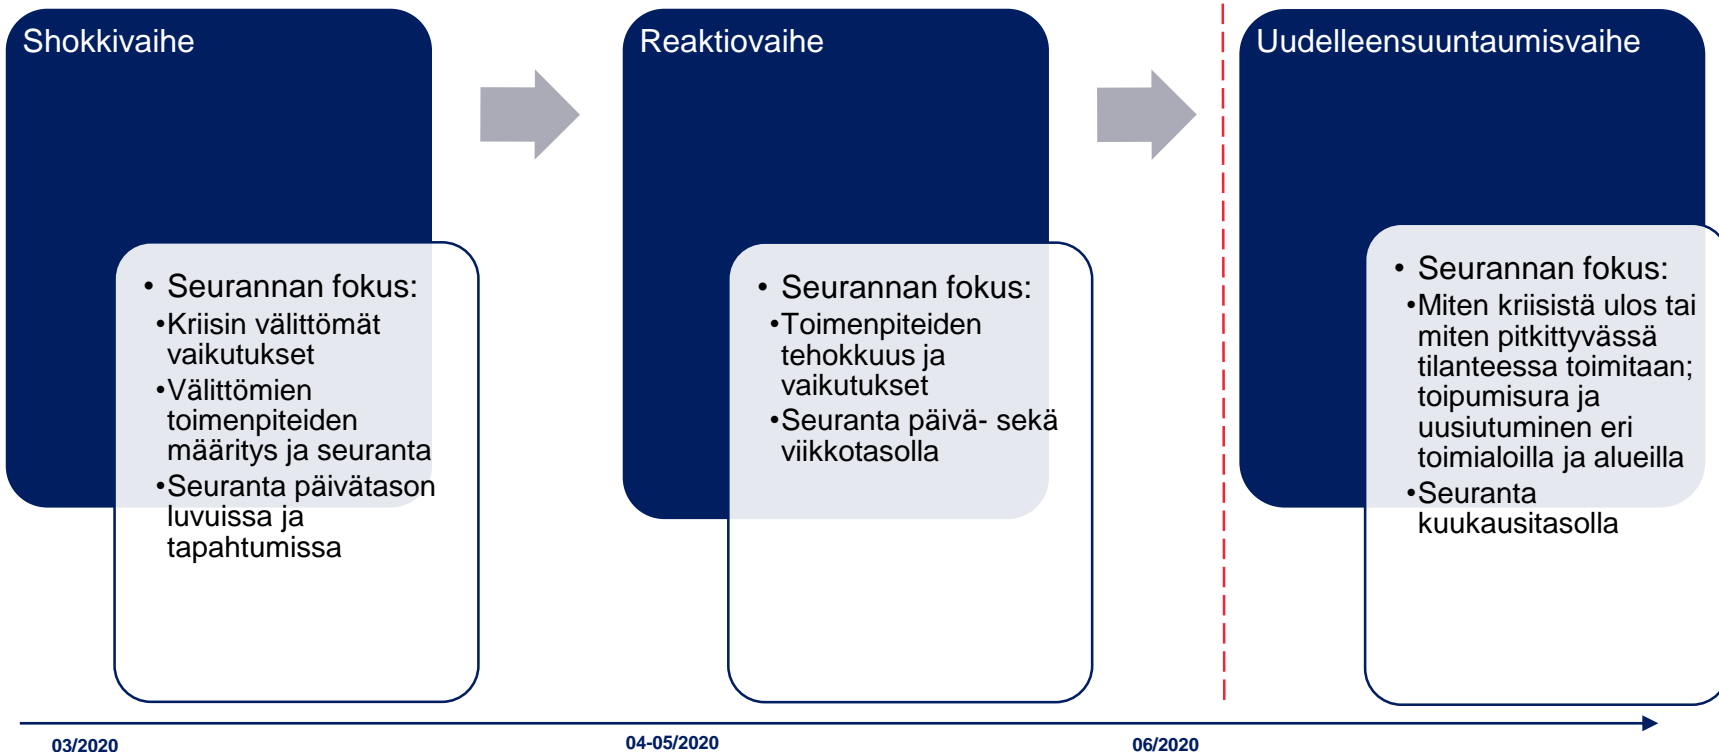 Shokkivaihe
• Seurannan fokus:
•Kriisin välittömät
vaikutukset
•Välittömien
toimenpiteiden
määritys ja seuranta
•Seuranta päivätason
luvuissa ja
tapahtumissa
Reaktiovaihe
• Seurannan fokus:
•Toimenpiteiden
tehokkuus ja
vaikutukset
•Seuranta päivä- sekä
viikkotasolla
Uudelleensuuntaumisvaihe
• Seurannan fokus:
•Miten kriisistä ulos tai
miten pitkittyvässä
tilanteessa toimitaan;
toipumisura ja
uusiutuminen eri
toimialoilla ja alueilla
•Seuranta
kuukausitasolla
03/2020
04-05/2020
06/2020